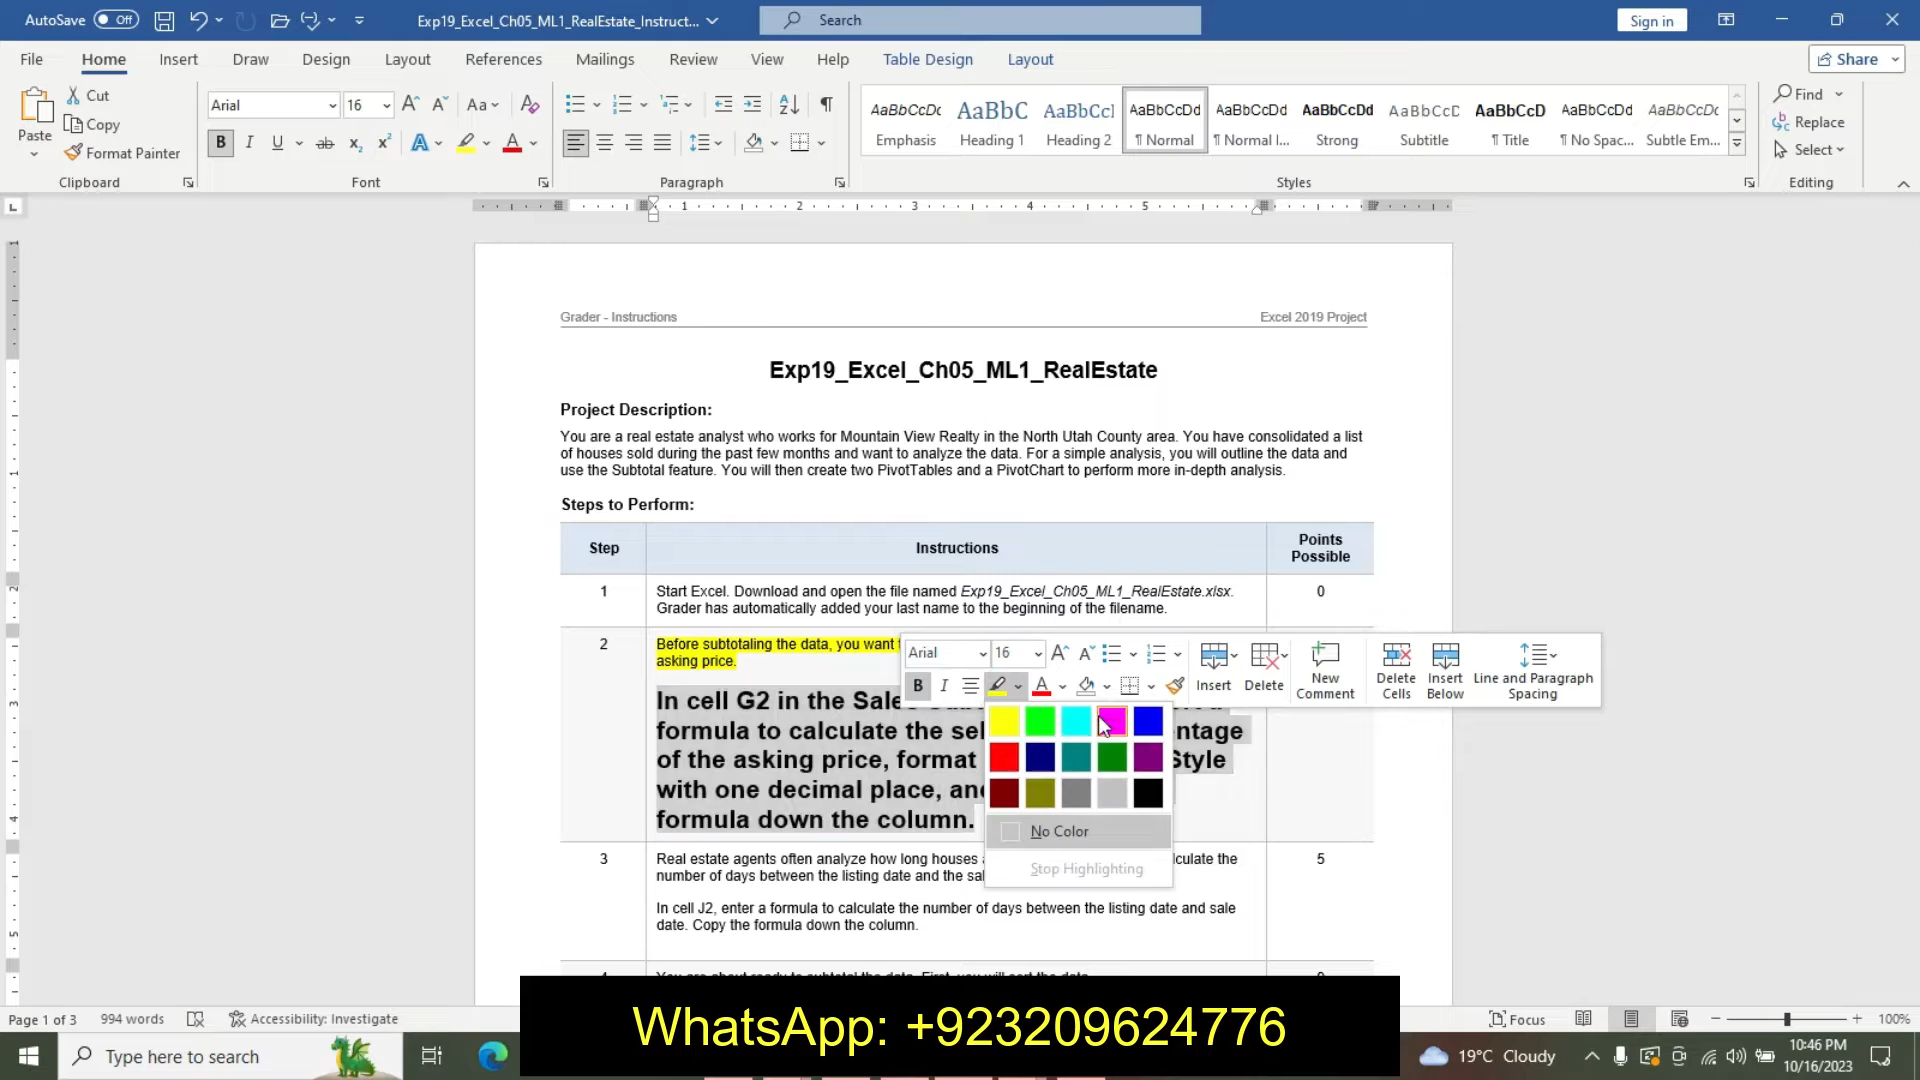 AutoSave Off Exp19_Excel_Ch05_ML1_RealEstate_Instruct... Search Sign in
File Home Insert Draw Design Layout References Mailings Review View Help Table Design Layout Share
Paste Cut Copy Format Painter
Clipboard
Arial 16 Aa
B I U ab x₂ x² A A
Font
Paragraph
AaBbCcDc AaBbC AaBbCcI AaBbCcDd AaBbCcDd AaBbCcDd AaBbCcD AaBbCcD AaBbCcDd AaBbCcDc
Emphasis Heading 1 Heading 2 ¶ Normal ¶ Normal I... Strong Subtitle ¶ Title ¶ No Spac... Subtle Em...
Styles
Find
Replace
Select
Editing
1 2 3 4 5
Grader - Instructions Excel 2019 Project
Exp19_Excel_Ch05_ML1_RealEstate
Project Description:
You are a real estate analyst who works for Mountain View Realty in the North Utah County area. You have consolidated a list
of houses sold during the past few months and want to analyze the data. For a simple analysis, you will outline the data and
use the Subtotal feature. You will then create two PivotTables and a PivotChart to perform more in-depth analysis.
Steps to Perform:
Step Instructions Points Possible
1 Start Excel. Download and open the file named Exp19_Excel_Ch05_ML1_RealEstate.xlsx. 0
Grader has automatically added your last name to the beginning of the filename.
2 Before subtotaling the data, you want
asking price.
Arial 16
B I A
Insert Delete New Comment Delete Cells Insert Below Line and Paragraph Spacing
In cell G2 in the
formula to calculate the
of the asking price, format Style
with one decimal place,
formula down the column.
No Color
Stop Highlighting
3 Real estate agents often analyze how long houses the 5
number of days between the listing date and the
In cell J2, enter a formula to calculate the number of days between the listing date and sale
date. Copy the formula down the column.
WhatsApp: +923209624776
Page 1 of 3 994 words Accessibility: Investigate Focus 100%
Type here to search 19°C Cloudy 10:46 PM
10/16/2023